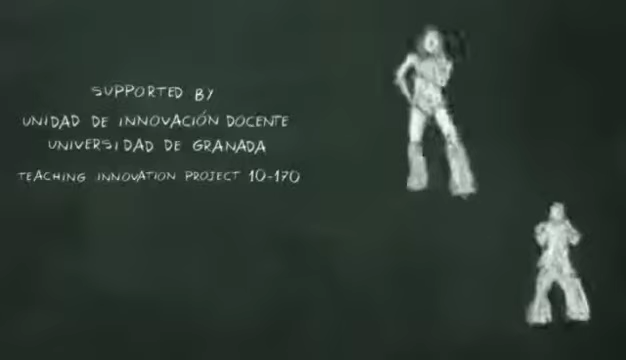 SUPPORTED BY
UNIDAD DE INNOVACIÓN DOCENTE
UNIVERSIDAD DE GRANADA
TEACHING INNOVATION PROJECT 10-170